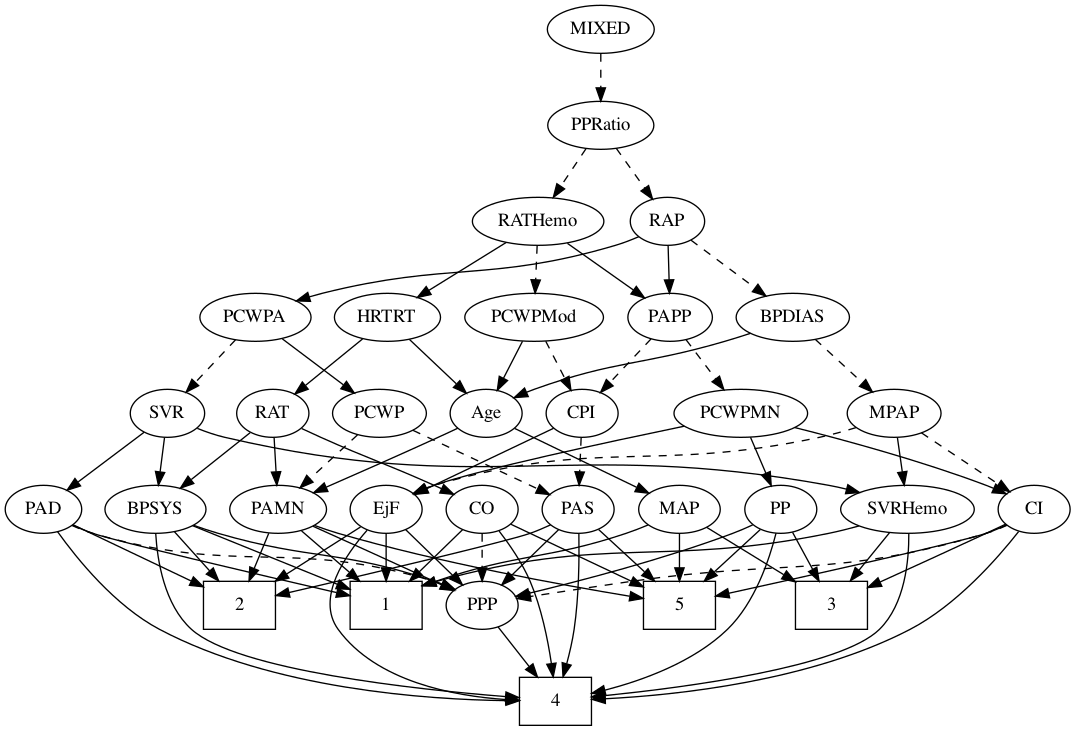 MIXED
PPRatio
RATHemo
RAP
PCWPA
HRTRT
PCWPMod
PAPP
BPDIAS
SVR
RAT
PCWP
Age
CPI
PCWPMN
MPAP
PAD
BPSYS
PAMN
EjF
CO
PAS
MAP
PP
SVRHemo
CI
2
1
PPP
5
3
4